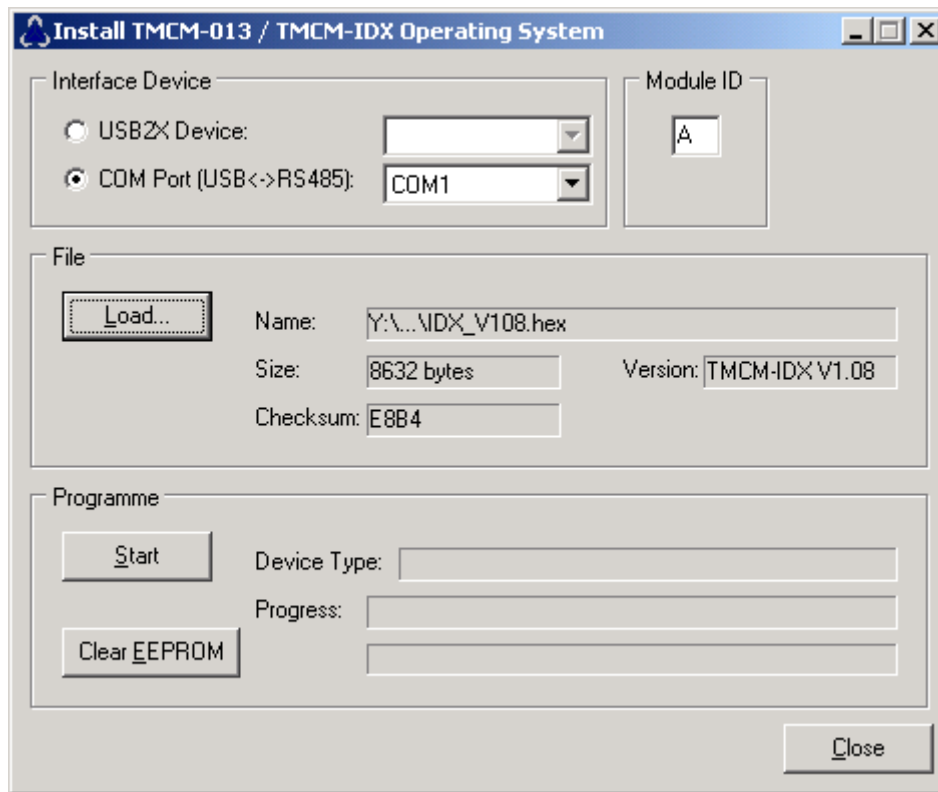 Install TMCM-013 / TMCM-IDX Operating System
Interface Device
Module ID
USB2X Device:
A
COM Port (USB<->RS485): COM1
File
Load...
Name: Y:\...\IDX_V108.hex
Size: 8632 bytes Version: TMCM-IDX V1.08
Checksum: E8B4
Programme
Start
Device Type:
Progress:
Clear EEPROM
Close